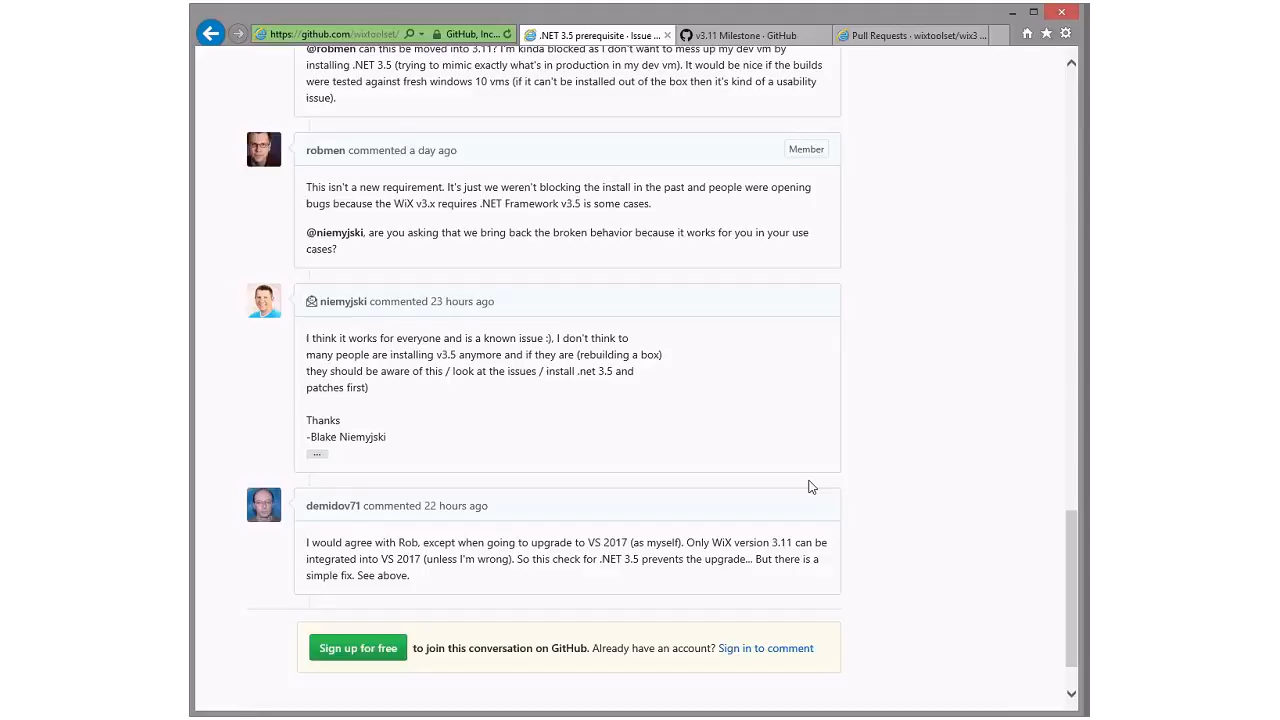 https://github.com/wixtoolset/
GitHub, Inc...
.NET 3.5 prerequisite · Issue ...
v3.11 Milestone · GitHub
Pull Requests · wixtoolset/wix3 ...
@robmen can this be moved into 3.11? I'm kinda blocked as I don't want to mess up my dev vm by
installing .NET 3.5 (trying to mimic exactly what's in production in my dev vm). It would be nice if the builds
were tested against fresh windows 10 vms (if it can't be installed out of the box then it's kind of a usability
issue).
robmen commented a day ago
Member
This isn't a new requirement. It's just we weren't blocking the install in the past and people were opening
bugs because the WiX v3.x requires .NET Framework v3.5 is some cases.
@niemyjski, are you asking that we bring back the broken behavior because it works for you in your use
cases?
niemyjski commented 23 hours ago
I think it works for everyone and is a known issue :), I don't think to
many people are installing v3.5 anymore and if they are (rebuilding a box)
they should be aware of this / look at the issues / install .net 3.5 and
patches first)
Thanks
-Blake Niemyjski
...
demidov71 commented 22 hours ago
I would agree with Rob, except when going to upgrade to VS 2017 (as myself). Only WiX version 3.11 can be
integrated into VS 2017 (unless I'm wrong). So this check for .NET 3.5 prevents the upgrade... But there is a
simple fix. See above.
Sign up for free to join this conversation on GitHub. Already have an account? Sign in to comment